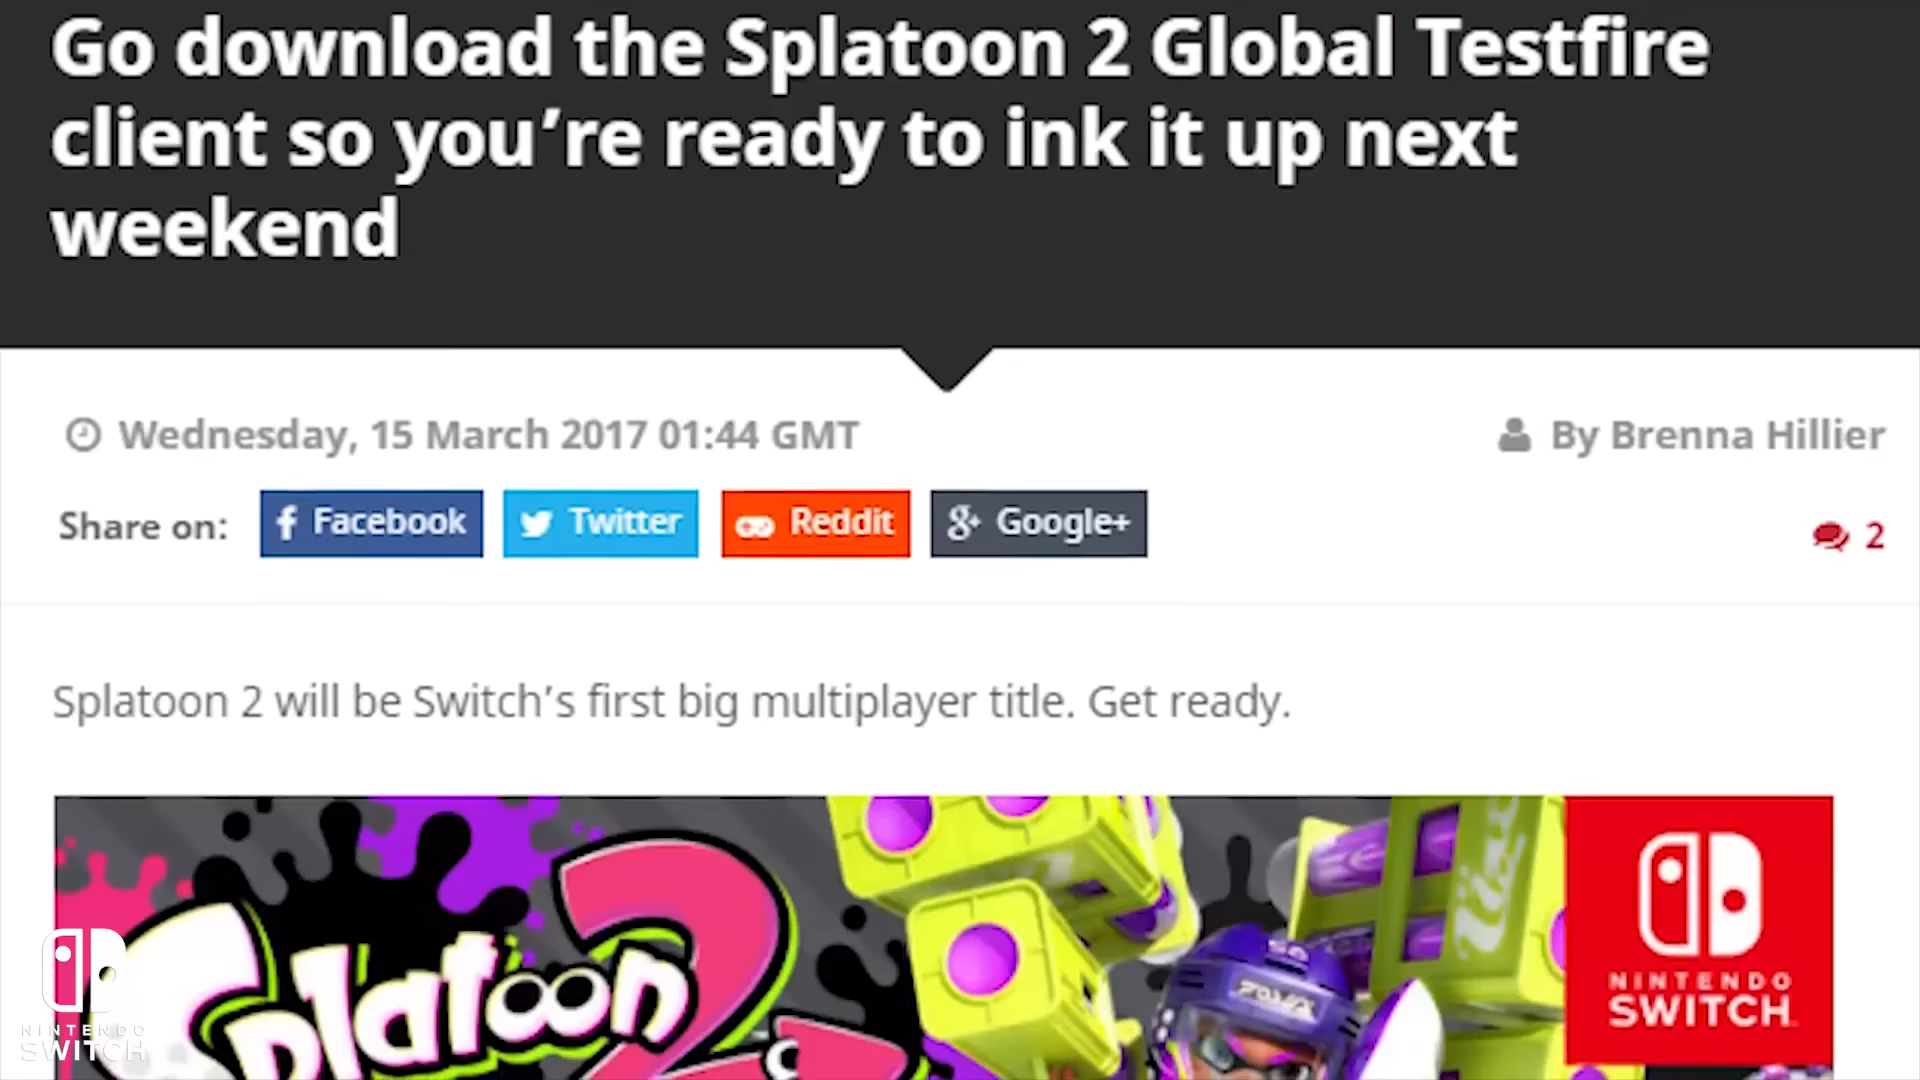 Go download the Splatoon 2 Global Testfire
client so you’re ready to ink it up next
weekend
Wednesday, 15 March 2017 01:44 GMT
By Brenna Hillier
Share on:
Facebook
Twitter
Reddit
Google+
2
Splatoon 2 will be Switch’s first big multiplayer title. Get ready.
Splatoon 2
NINTENDO
SWITCH
NINTENDO
SWITCH